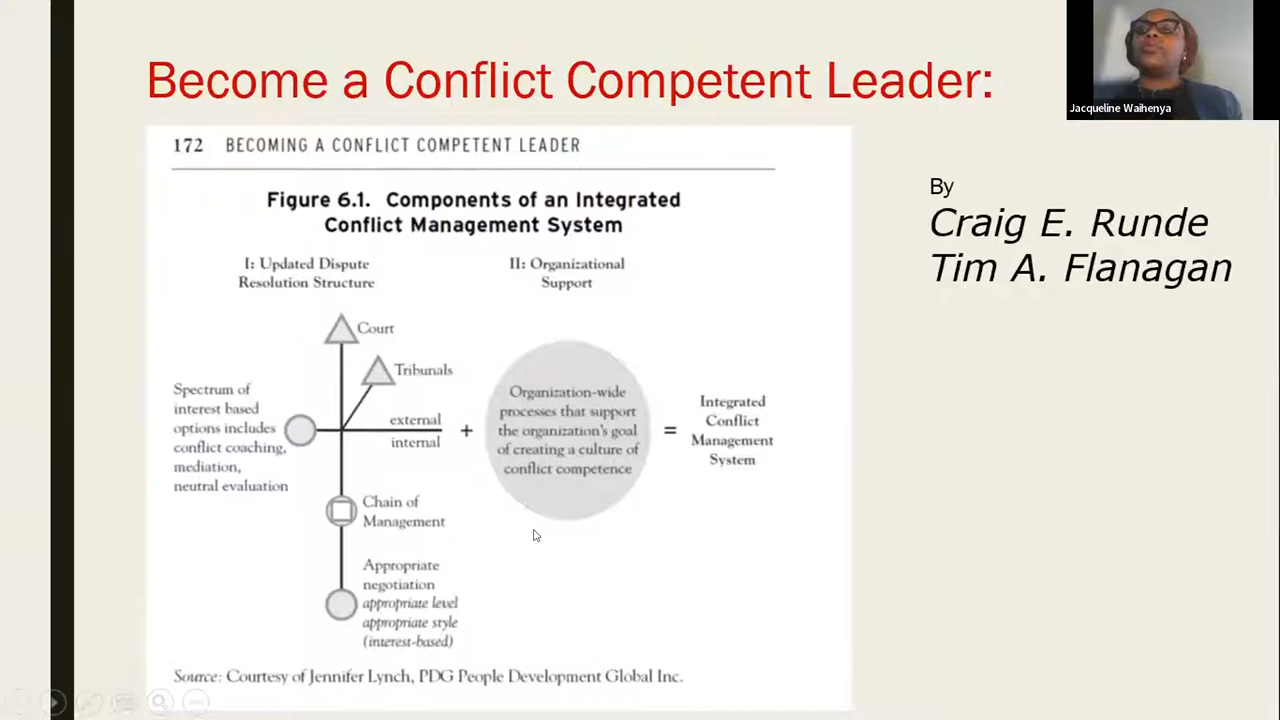 Become a Conflict Competent Leader:
Jacqueline Waihenya
172 BECOMING A CONFLICT COMPETENT LEADER
Figure 6.1. Components of an Integrated
Conflict Management System
I: Updated Dispute
Resolution Structure
II: Organizational
Support
Court
Tribunals
Spectrum of
interest based
options includes
conflict coaching,
mediation,
neutral evaluation
external
internal
+
Organization-wide
processes that support
the organization's goal
of creating a culture of
conflict competence
=
Integrated
Conflict
Management
System
Chain of
Management
Appropriate
negotiation
appropriate level
appropriate style
(interest-based)
Source: Courtesy of Jennifer Lynch, PDG People Development Global Inc.
By
Craig E. Runde
Tim A. Flanagan